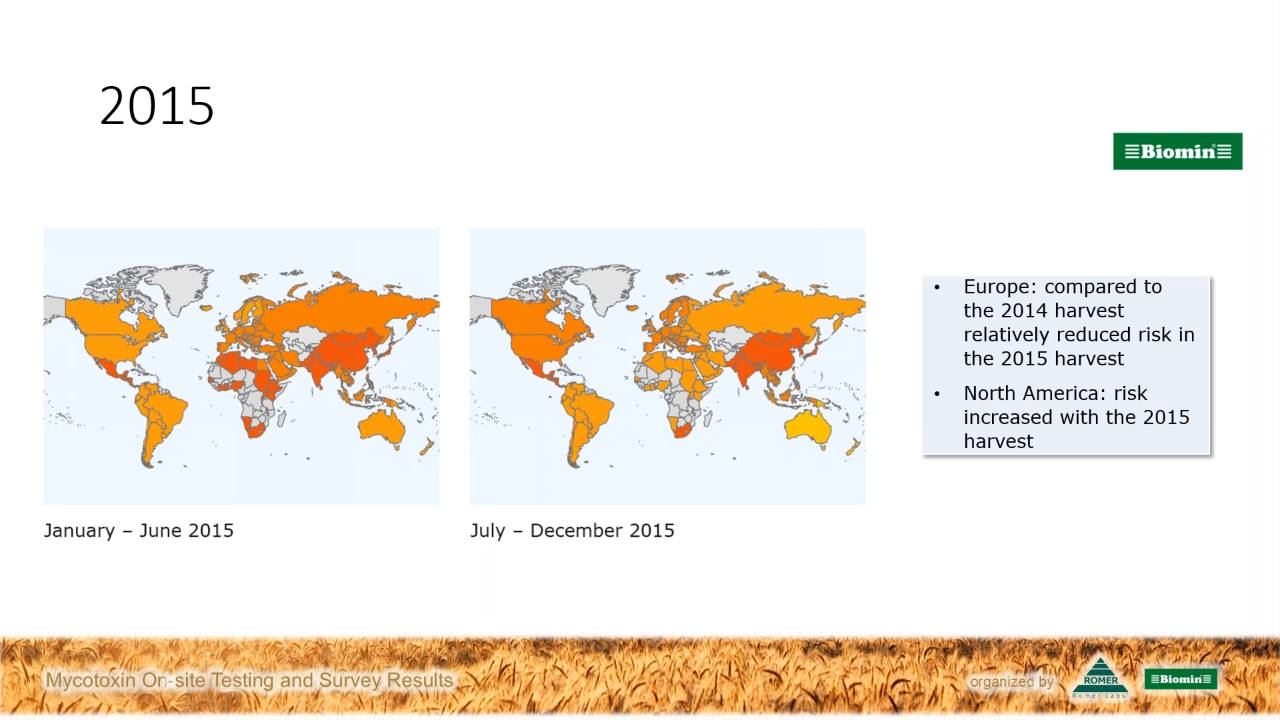 2015
≡Biomin®≡
• Europe: compared to
the 2014 harvest
relatively reduced risk in
the 2015 harvest
• North America: risk
increased with the 2015
harvest
January – June 2015
July – December 2015
Mycotoxin On-site Testing and Survey Results
organized by
ROMER
Romer Labs®
≡Biomin≡